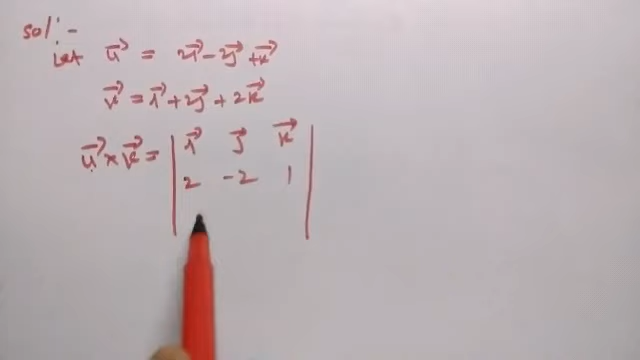 Sol:-
Let u⃗ = 2i⃗ - 2j⃗ + k⃗
v⃗ = i⃗ + 2j⃗ + 2k⃗
u⃗ × v⃗ = | i⃗ j⃗ k⃗ |
2 -2 1